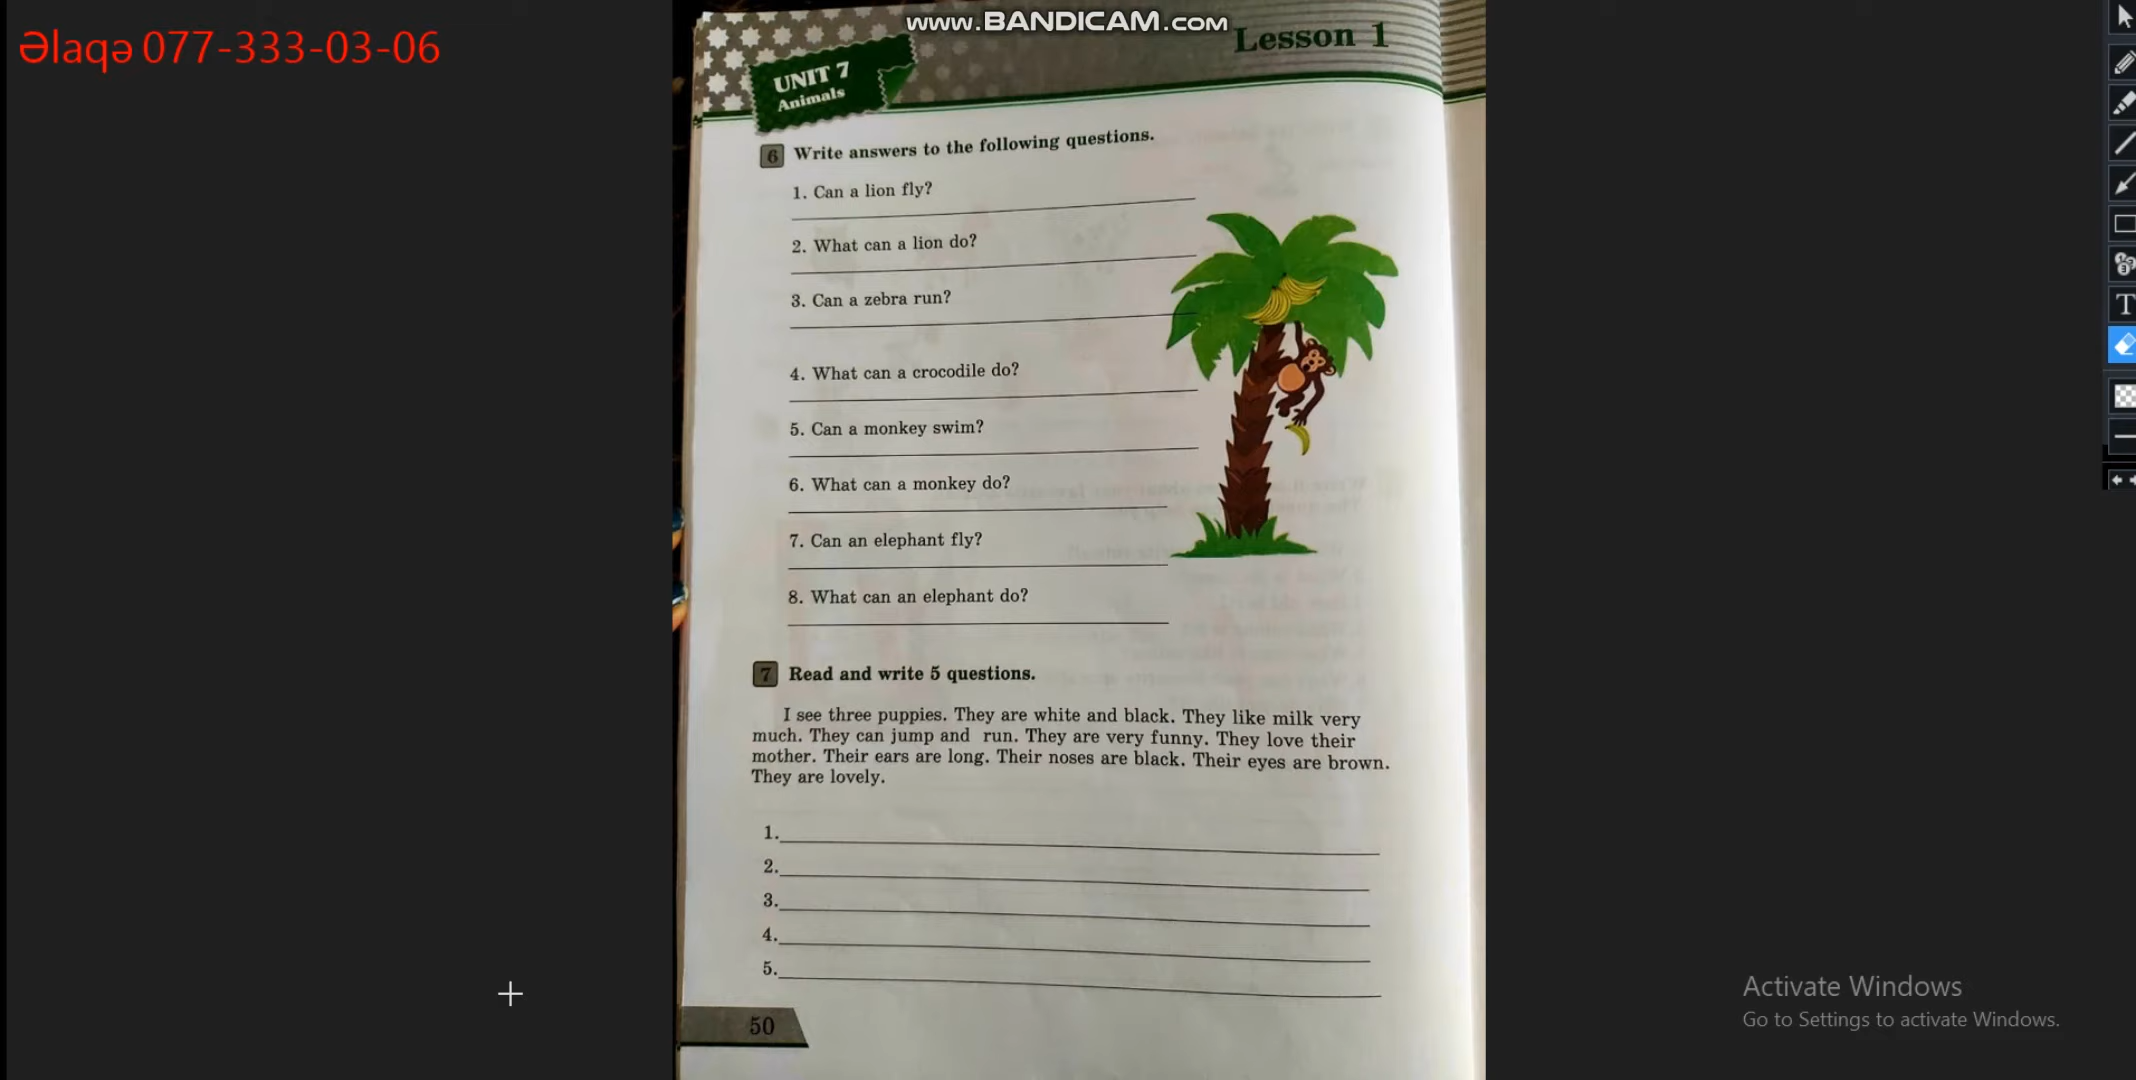 www.BANDICAM.com
Əlaqə 077-333-03-06
Lesson 1
UNIT 7
Animals
6 Write answers to the following questions.
1. Can a lion fly?
2. What can a lion do?
3. Can a zebra run?
4. What can a crocodile do?
5. Can a monkey swim?
6. What can a monkey do?
7. Can an elephant fly?
8. What can an elephant do?
7 Read and write 5 questions.
I see three puppies. They are white and black. They like milk very
much. They can jump and run. They are very funny. They love their
mother. Their ears are long. Their noses are black. Their eyes are brown.
They are lovely.
1.
2.
3.
4.
5.
50
Activate Windows
Go to Settings to activate Windows.